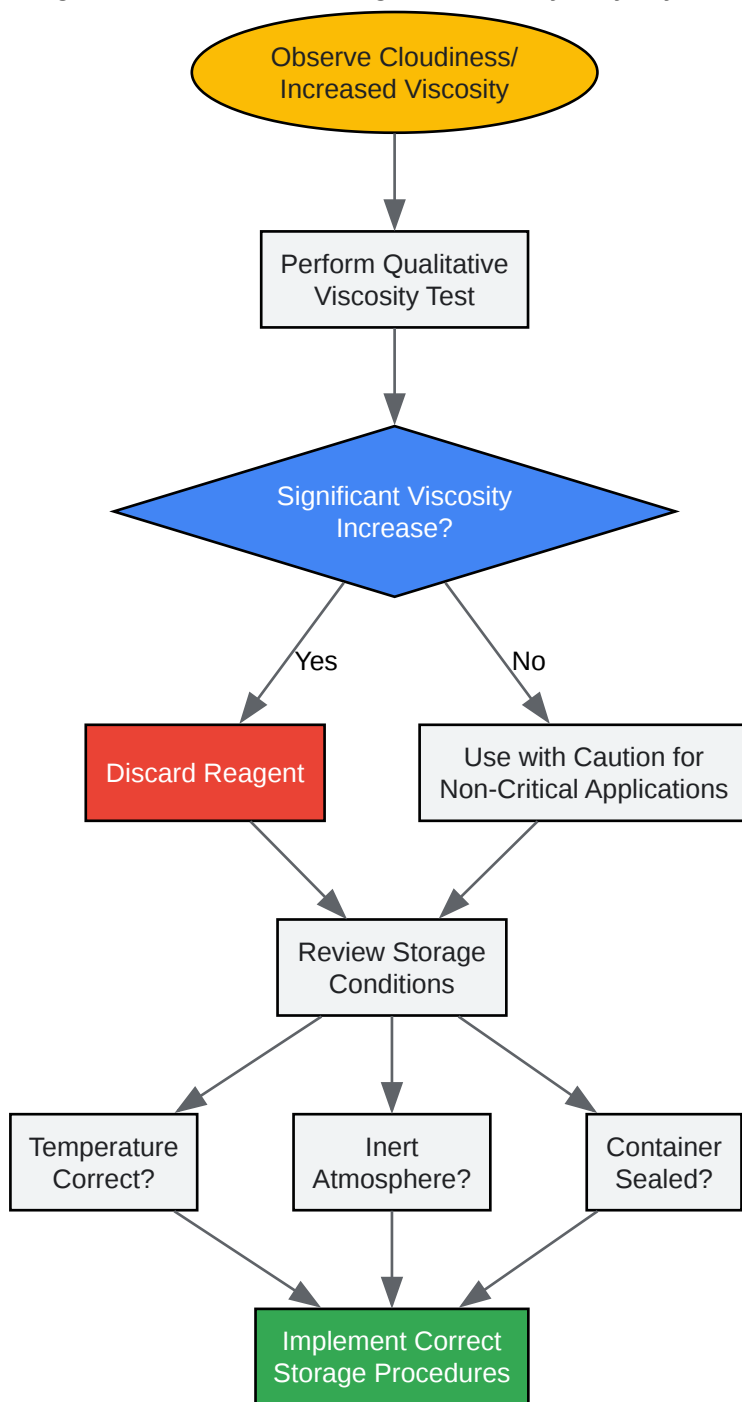 Observe Cloudiness/
Increased Viscosity
Perform Qualitative
Viscosity Test
Significant Viscosity
Increase?
Yes
No
Discard Reagent
Use with Caution for
Non-Critical Applications
Review Storage
Conditions
Temperature
Correct?
Inert
Atmosphere?
Container
Sealed?
Implement Correct
Storage Procedures